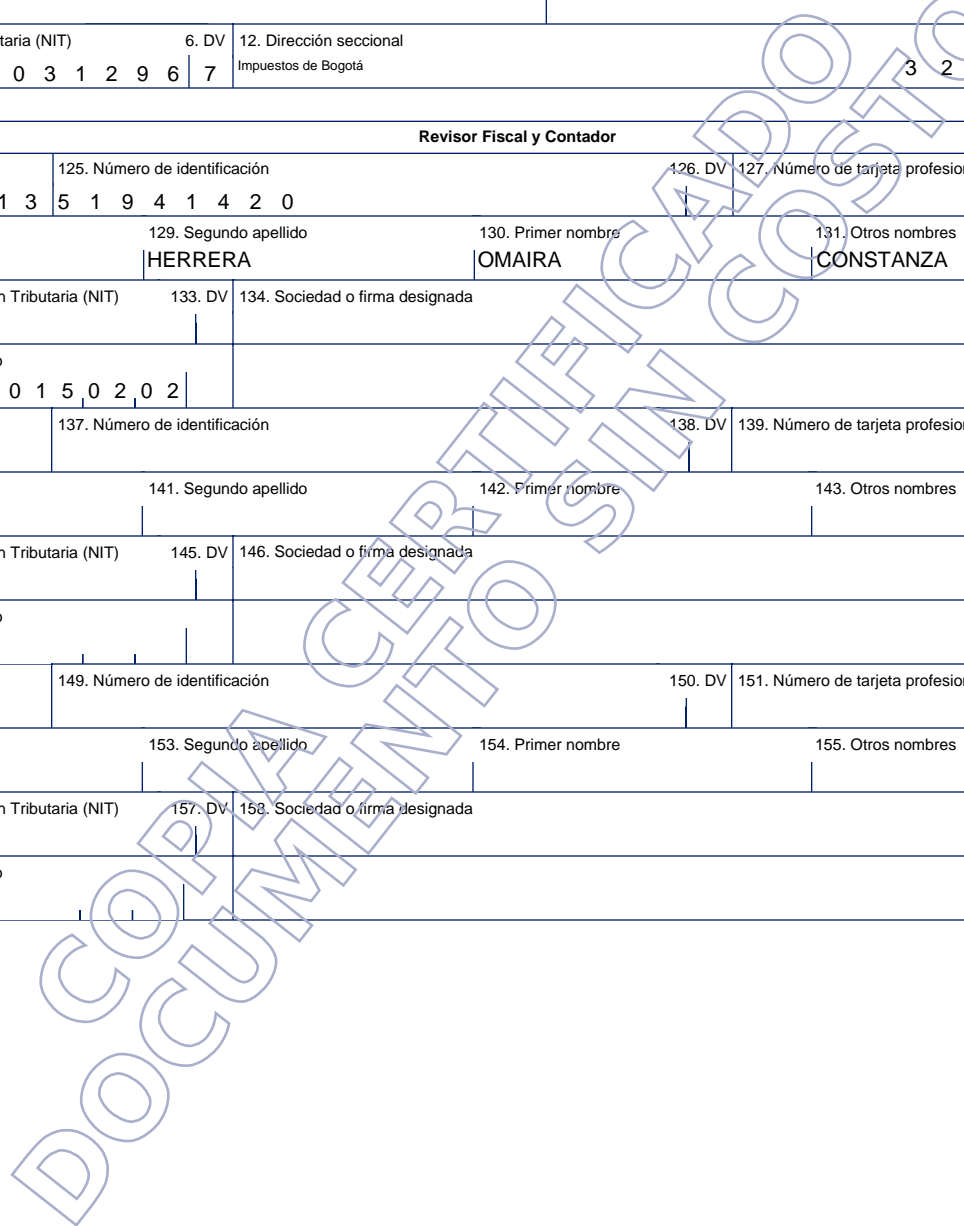 taria (NIT) 6. DV 12. Dirección seccional
0 3 1 2 9 6 7 Impuestos de Bogotá 3 2
Revisor Fiscal y Contador
125. Número de identificación 126. DV 127. Número de tarjeta profesion
1 3 5 1 9 4 1 4 2 0
129. Segundo apellido 130. Primer nombre 131. Otros nombres
HERRERA OMAIRA CONSTANZA
n Tributaria (NIT) 133. DV 134. Sociedad o firma designada
o
0 1 5 0 2 0 2
137. Número de identificación 138. DV 139. Número de tarjeta profesion
141. Segundo apellido 142. Primer nombre 143. Otros nombres
n Tributaria (NIT) 145. DV 146. Sociedad o firma designada
o
149. Número de identificación 150. DV 151. Número de tarjeta profesion
153. Segundo apellido 154. Primer nombre 155. Otros nombres
n Tributaria (NIT) 157. DV 158. Sociedad o firma designada
o
COPIA CERTIFICADO
DOCUMENTO SIN COSTO